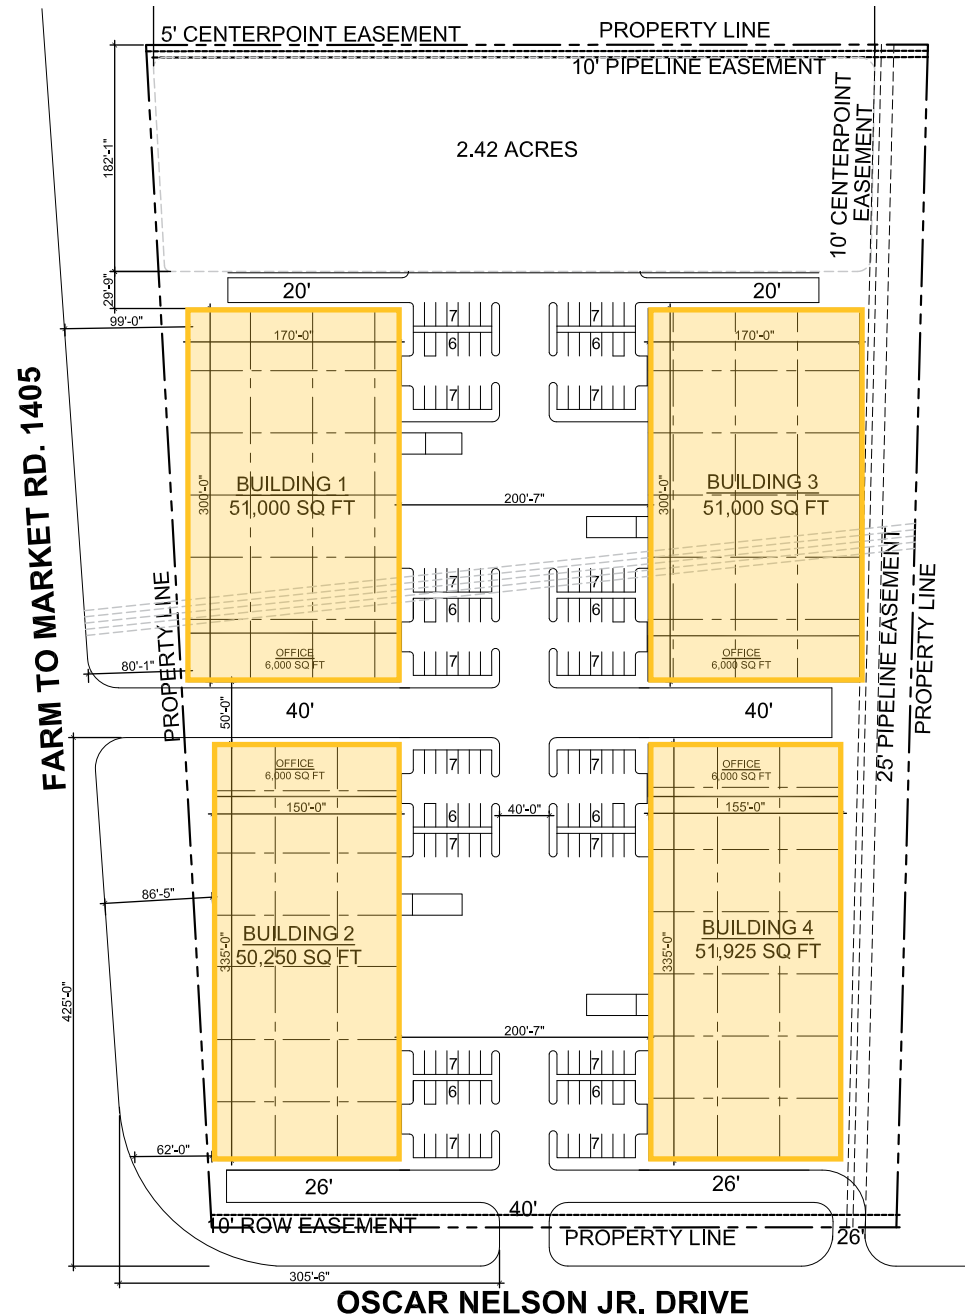 5' CENTERPOINT EASEMENT
PROPERTY LINE
10' PIPELINE EASEMENT
10' CENTERPOINT
EASEMENT
2.42 ACRES
182'-1"
29'-9"
20'
20'
99'-0"
170'-0"
7
6
7
7
6
7
170'-0"
FARM TO MARKET RD. 1405
BUILDING 1
51,000 SQ FT
300'-0"
200'-7"
BUILDING 3
51,000 SQ FT
300'-0"
7
6
7
7
6
7
PROPERTY LINE
25' PIPELINE EASEMENT
PROPERTY LINE
OFFICE
6,000 SQ FT
OFFICE
6,000 SQ FT
80'-1"
50'-0"
40'
40'
OFFICE
6,000 SQ FT
OFFICE
6,000 SQ FT
7
6
7
7
6
7
150'-0"
40'-0"
155'-0"
86'-5"
BUILDING 2
50,250 SQ FT
335'-0"
BUILDING 4
51,925 SQ FT
335'-0"
425'-0"
200'-7"
7
6
7
7
6
7
62'-0"
26'
26'
40'
10' ROW EASEMENT
PROPERTY LINE
26'
305'-6"
OSCAR NELSON JR. DRIVE